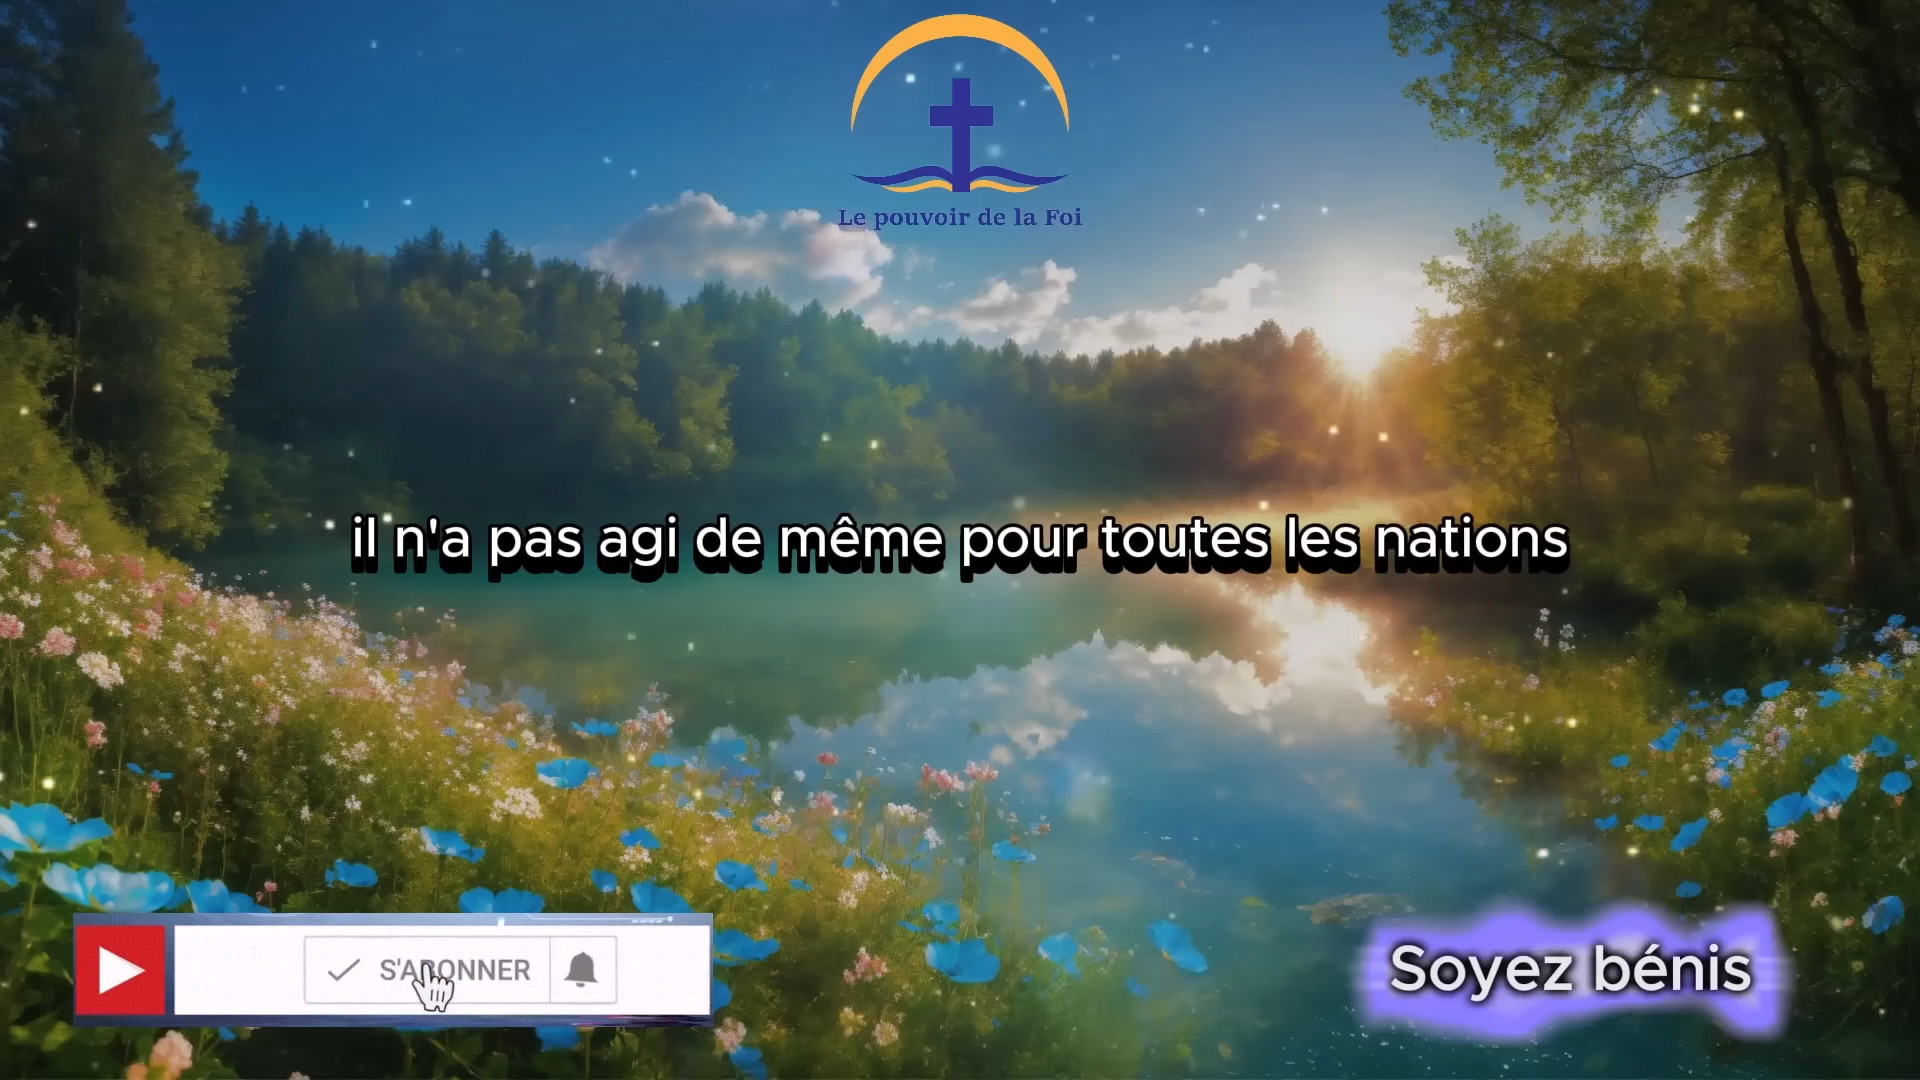 Le pouvoir de la Foi
il n'a pas agi de même pour toutes les nations
S'ABONNER
Soyez bénis